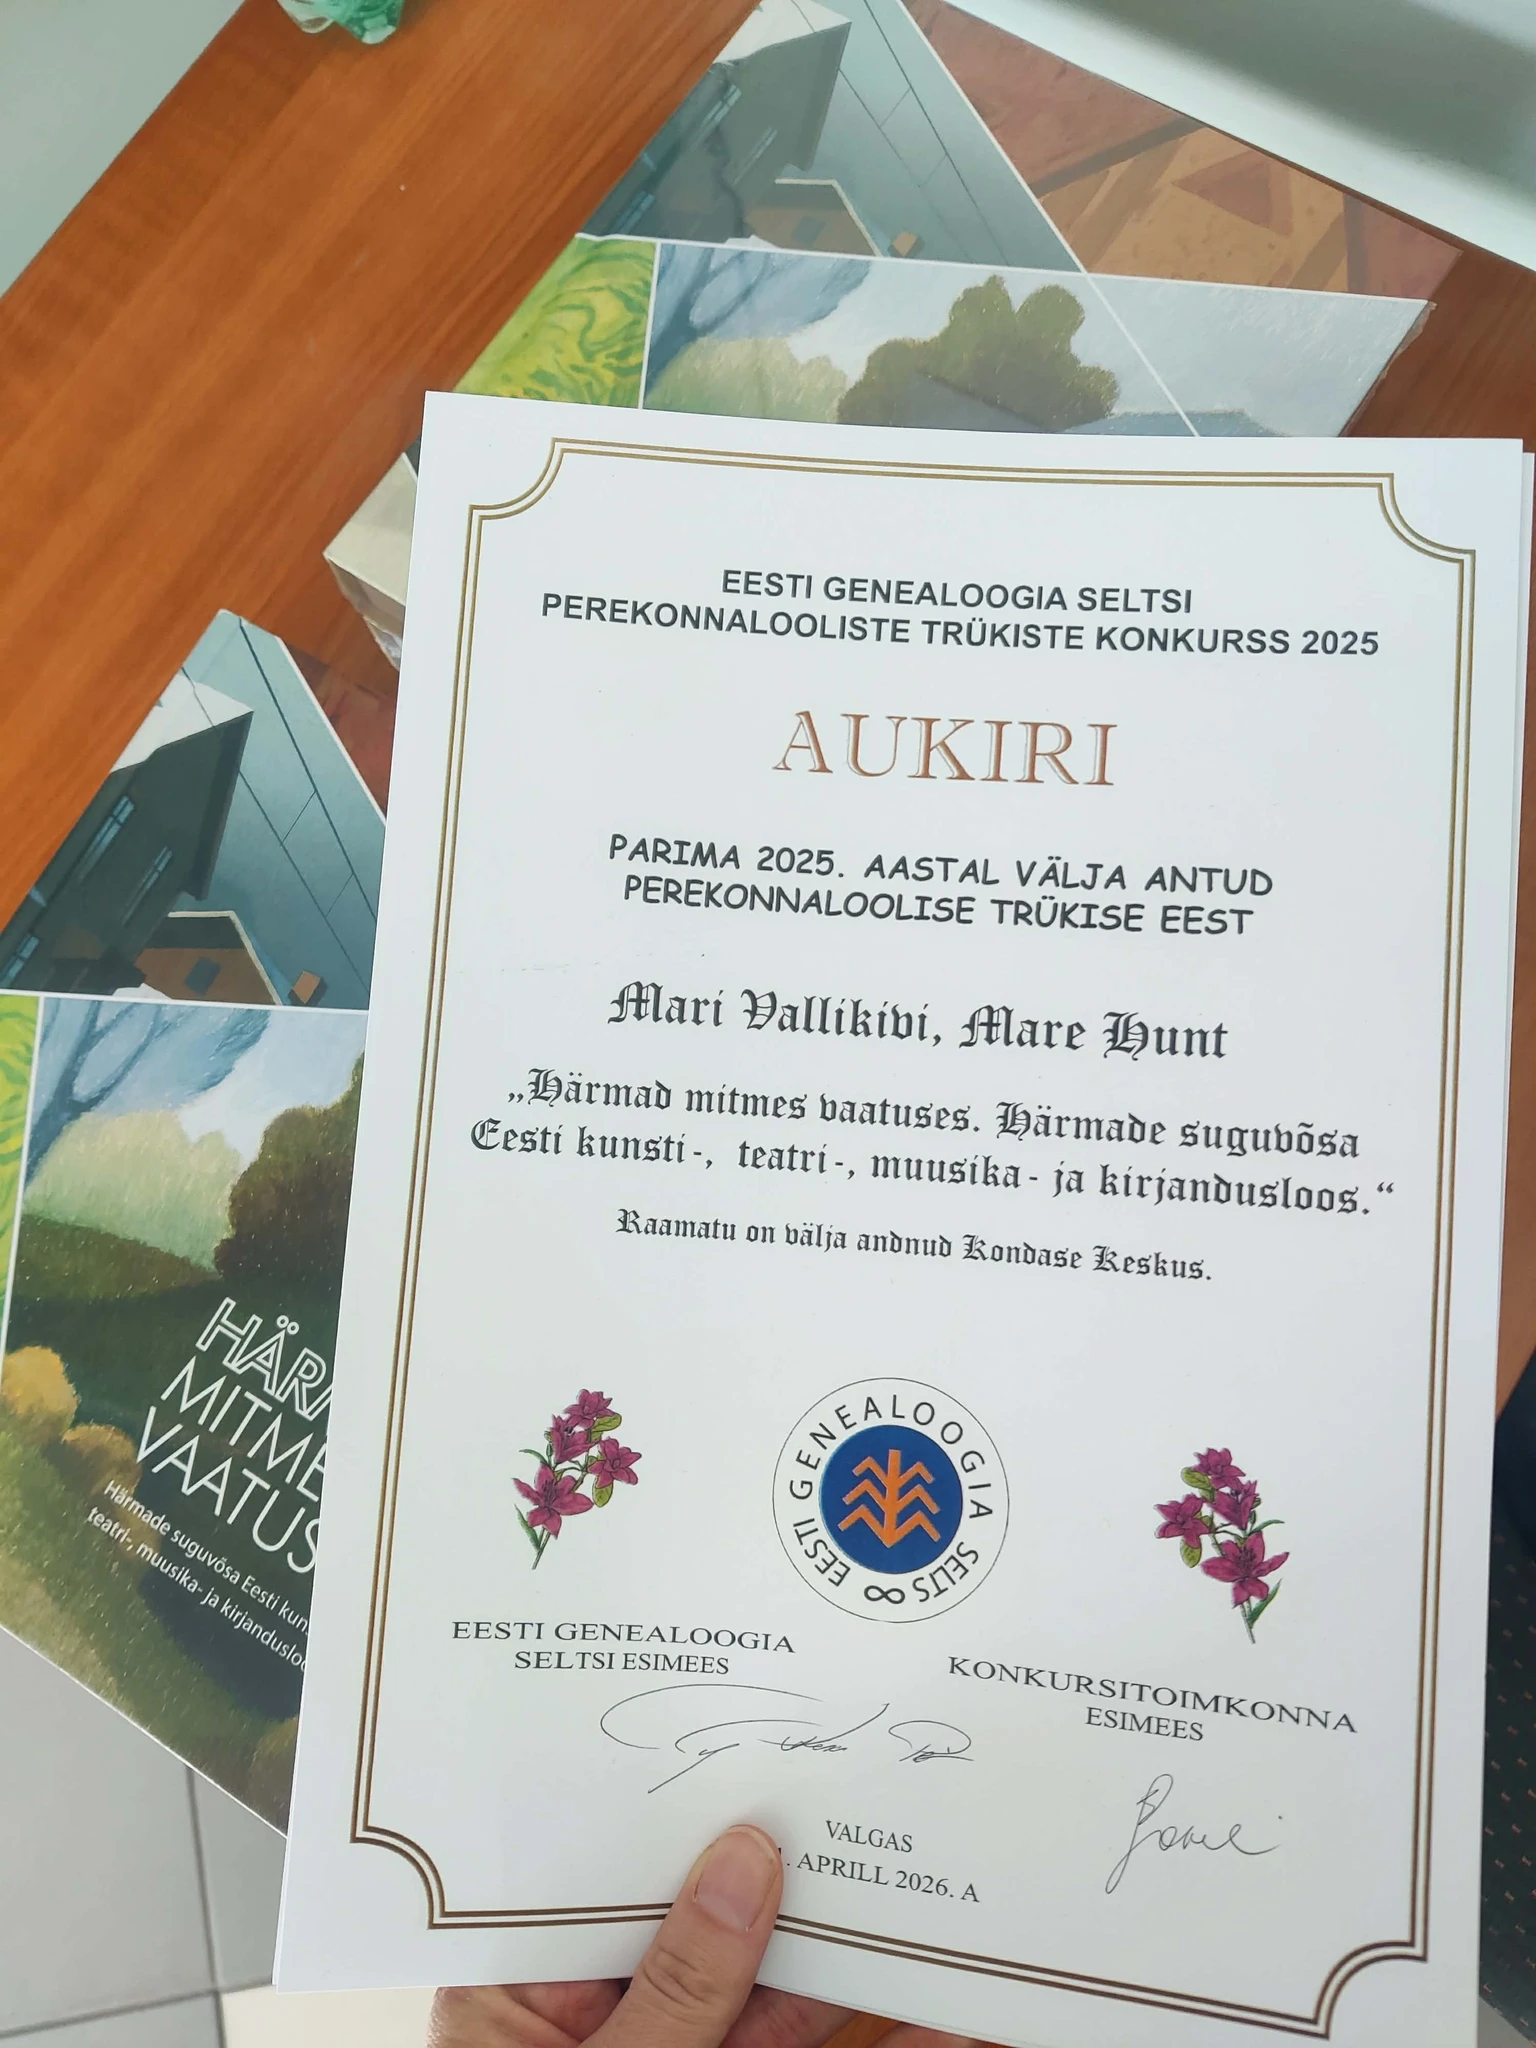 EESTI GENEALOOGIA SELTSI
PEREKONNALOOLISTE TRÜKISTE KONKURSS 2025
AUKIRI
PARIMA 2025. AASTAL VÄLJA ANTUD
PEREKONNALOOLISE TRÜKISE EEST
Mari Vallikivi, Mare Hunt
„Härmad mitmes vaatuses. Härmade suguvõsa
Eesti kunsti-, teatri-, muusika- ja kirjandusloos.“
Raamatu on välja andnud Kondase Keskus.
EESTI GENEALOOGIA SELTS ∞
EESTI GENEALOOGIA
SELTSI ESIMEES
KONKURSITOIMKONNA
ESIMEES
VALGAS
. APRILL 2026. A
HÄR
MITME
VAATUS
Härmade suguvõsa Eesti kun
teatri-, muusika- ja kirjandusloo